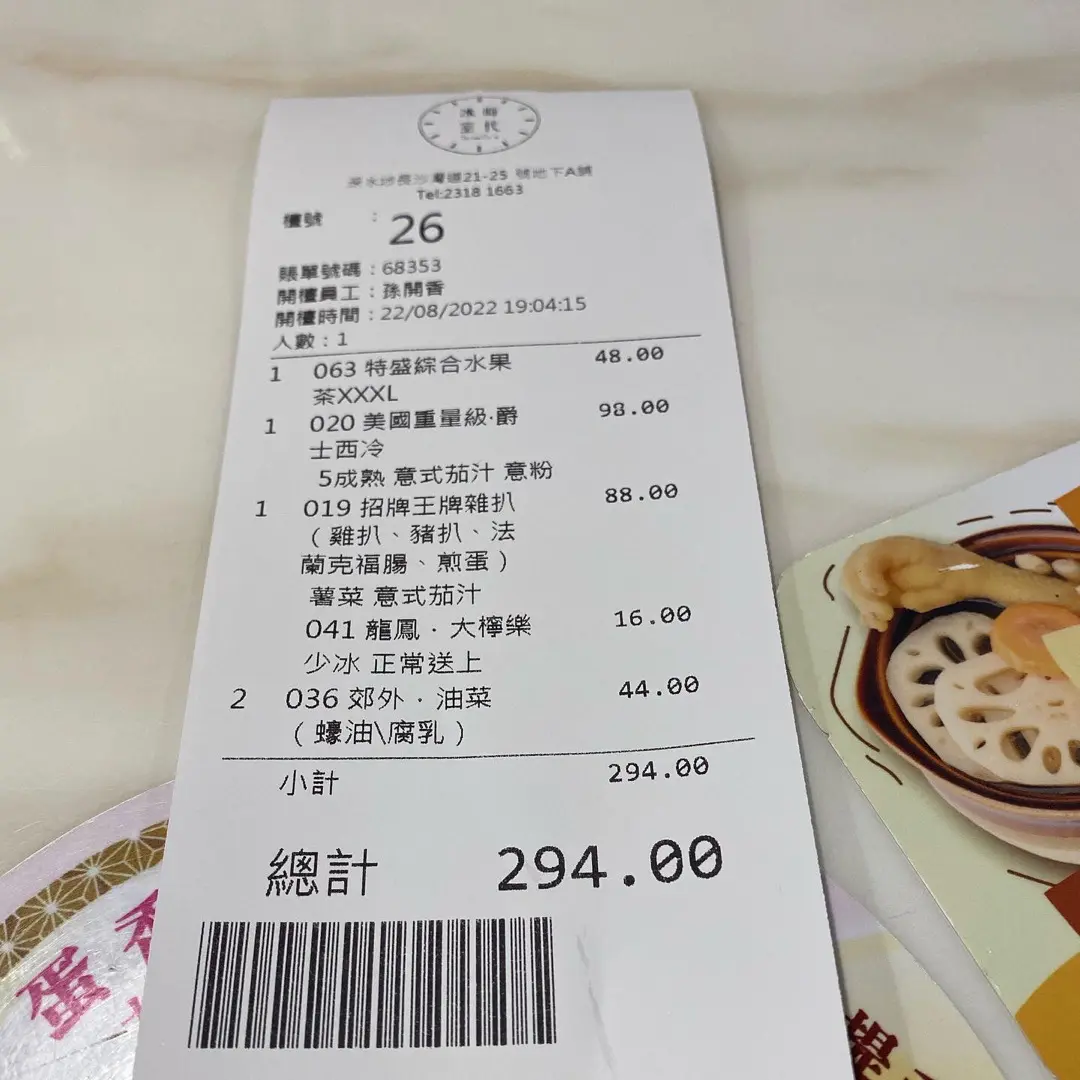 深水埗長沙灣道21-25 號地下A舖
Tel:2318 1663
檯號 : 26
賬單號碼：68353
開檯員工：孫開香
開檯時間：22/08/2022 19:04:15
人數：1
1 063 特盛綜合水果 48.00
茶XXXL
1 020 美國重量級·爵 98.00
士西冷
5成熟 意式茄汁 意粉
1 019 招牌王牌雜扒 88.00
（雞扒、豬扒、法
蘭克福腸、煎蛋）
薯菜 意式茄汁
041 龍鳳．大檸樂 16.00
少冰 正常送上
2 036 郊外．油菜 44.00
（蠔油\腐乳）
小計 294.00
總計 294.00
蛋